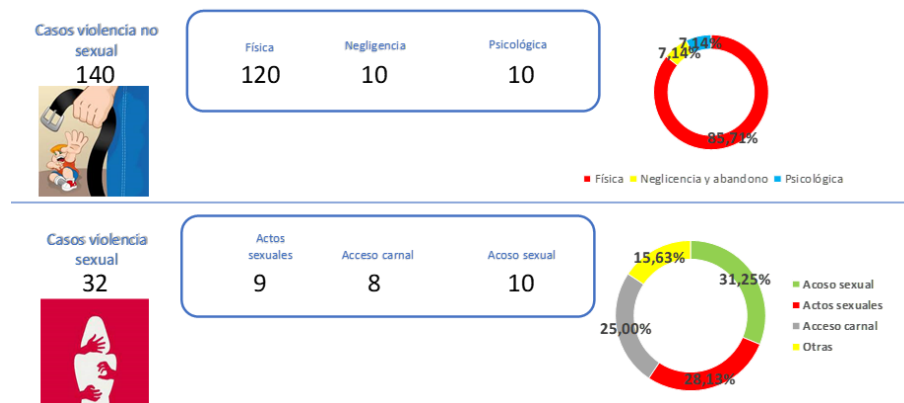 Casos violencia no
sexual
140
Física
Negligencia
Psicológica
120
10
10
7,14%
7,14%
85,71%
Física
Neglicencia y abandono
Psicológica
Casos violencia
sexual
32
Actos
sexuales
Acceso carnal
Acoso sexual
9
8
10
15,63%
31,25%
25,00%
28,13%
Acoso sexual
Actos sexuales
Acceso carnal
Otras